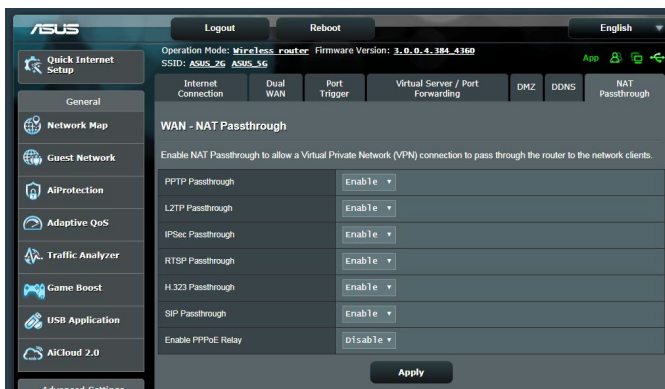 ASUS
Logout
Reboot
English
Quick Internet Setup
Operation Mode: Wireless router Firmware Version: 3.0.0.4.384_4360
SSID: ASUS_2G ASUS_5G
App
General
Network Map
Guest Network
AiProtection
Adaptive QoS
Traffic Analyzer
Game Boost
USB Application
AiCloud 2.0
Advanced Settings
Internet Connection
Dual WAN
Port Trigger
Virtual Server / Port Forwarding
DMZ
DDNS
NAT Passthrough
WAN - NAT Passthrough
Enable NAT Passthrough to allow a Virtual Private Network (VPN) connection to pass through the router to the network clients.
PPTP Passthrough Enable
L2TP Passthrough Enable
IPSec Passthrough Enable
RTSP Passthrough Enable
H.323 Passthrough Enable
SIP Passthrough Enable
Enable PPPoE Relay Disable
Apply